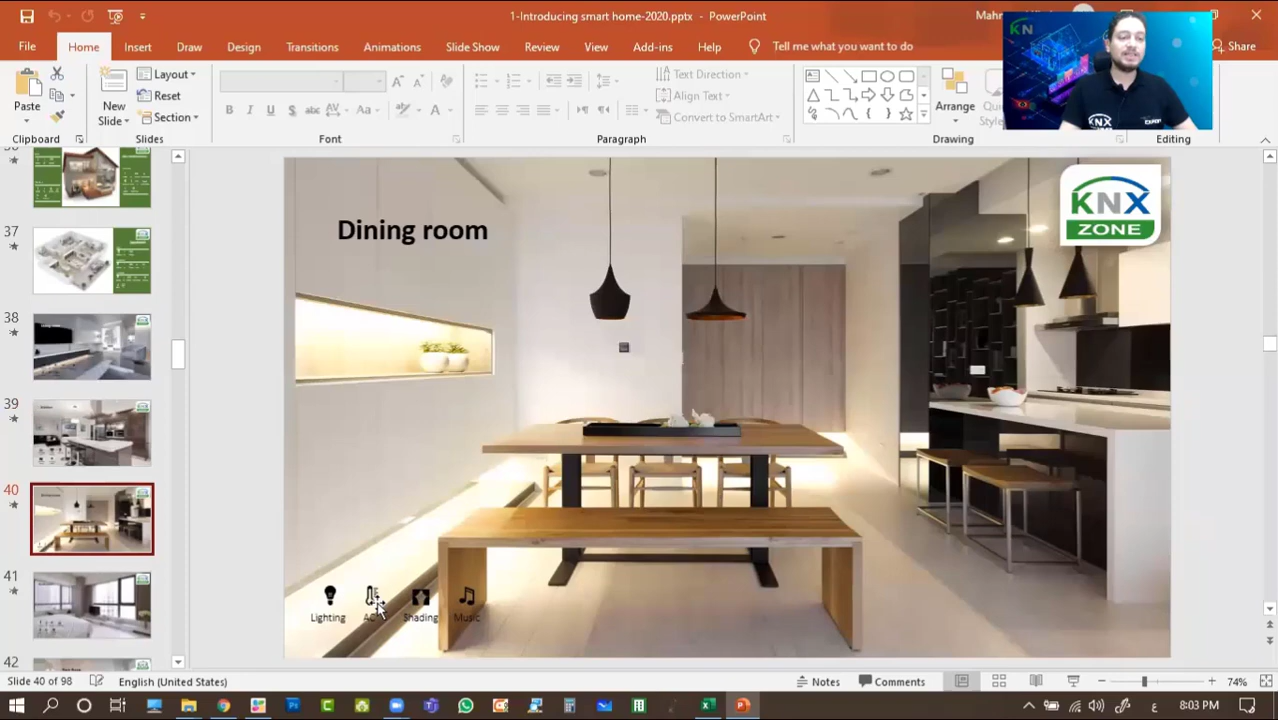 1-Introducing smart home-2020.pptx - PowerPoint
File
Home
Insert
Draw
Design
Transitions
Animations
Slide Show
Review
View
Add-ins
Help
Tell me what you want to do
Share
Paste
New
Slide
Layout
Reset
Section
Text Direction
Align Text
Convert to SmartArt
Arrange
Clipboard
Slides
Font
Paragraph
Drawing
Editing
KN
KNX
37
38
39
40
41
42
Dining room
KNX
ZONE
Lighting
Shading
Music
Slide 40 of 98
English (United States)
Notes
Comments
74%
8:03 PM